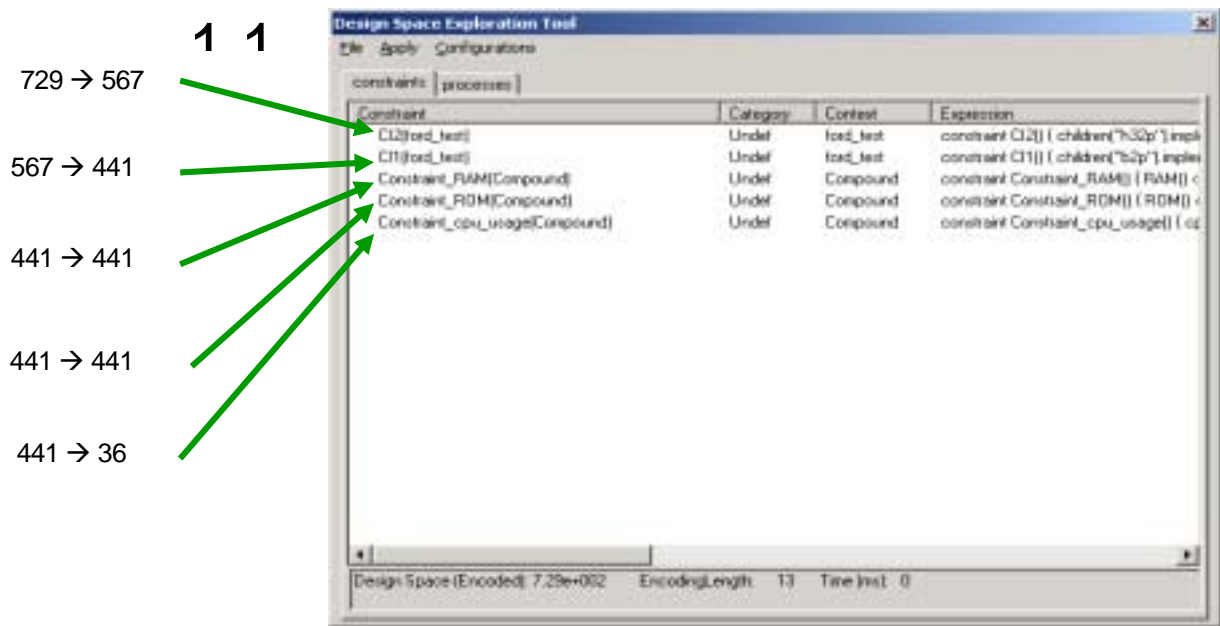 1 1
729 → 567
567 → 441
441 → 441
441 → 441
441 → 36
Design Space Exploration Tool
File Apply Configurations
constraints processes
Constraint Category Context Expression
CI2(ford_test) Undef ford_test constraint CI2() { children("h32p").imple
CI1(ford_test) Undef ford_test constraint CI1() { children("b2p").imple
Constraint_RAM(Compound) Undef Compound constraint Constraint_RAM() { RAM() <
Constraint_ROM(Compound) Undef Compound constraint Constraint_ROM() { ROM() <
Constraint_cpu_usage(Compound) Undef Compound constraint Constraint_cpu_usage() { cp
Design Space (Encoded): 7.29e+002 EncodingLength: 13 Time (ms): 0